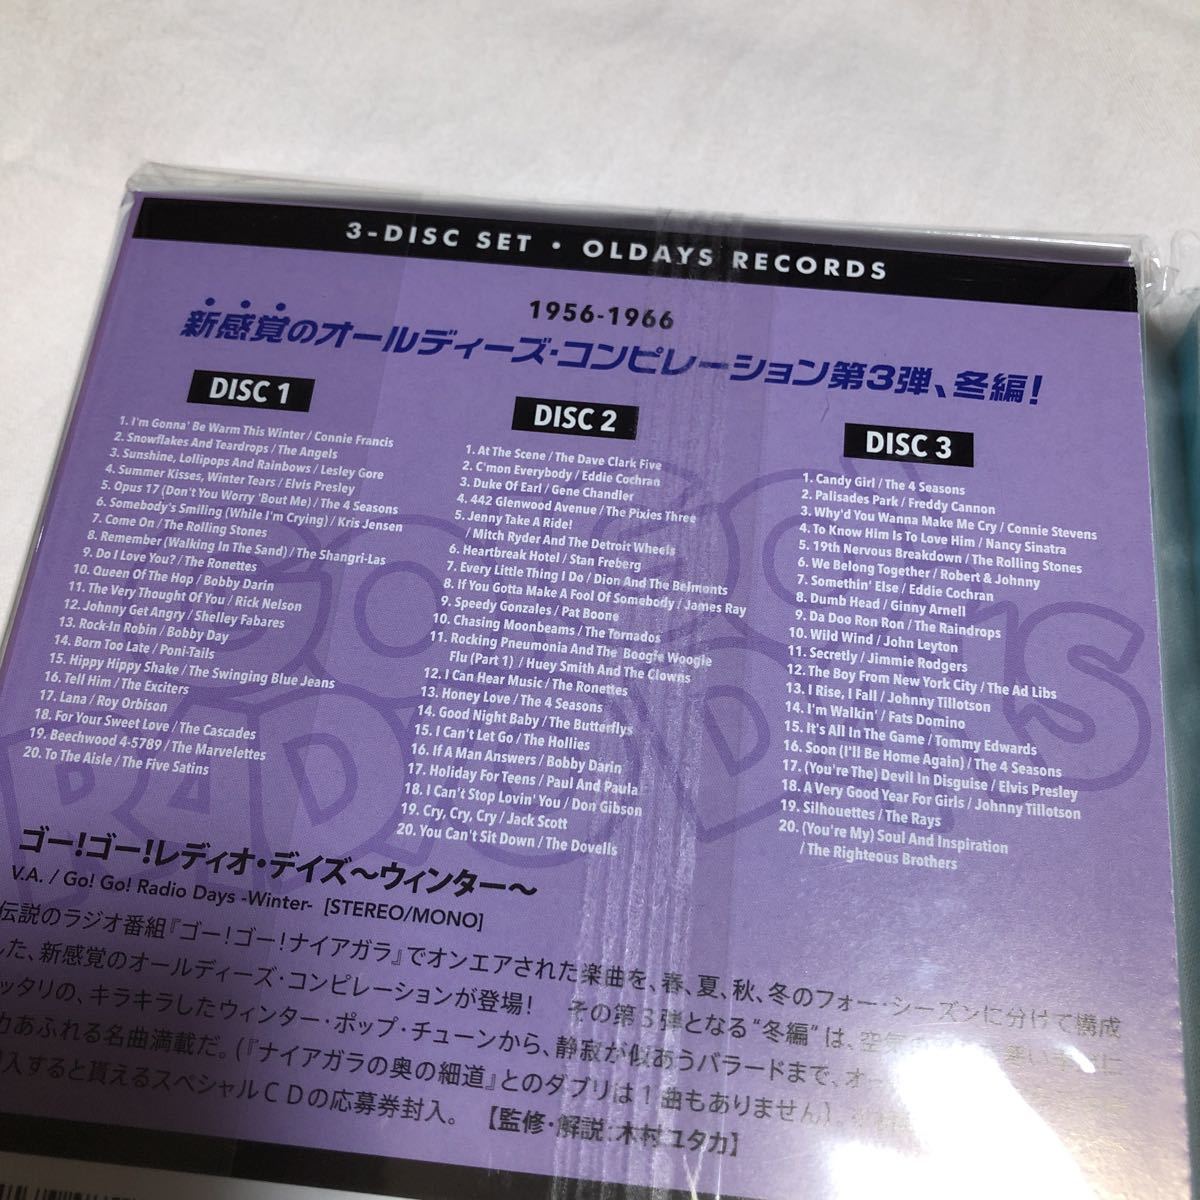 3-DISC SET • OLDAYS RECORDS
1956-1966
新感覚のオールディーズ・コンピレーション第3弾、冬編!
DISC 1
1. I'm Gonna' Be Warm This Winter / Connie Francis
2. Snowflakes And Teardrops / The Angels
3. Sunshine, Lollipops And Rainbows / Lesley Gore
4. Summer Kisses, Winter Tears / Elvis Presley
5. Opus 17 (Don't You Worry 'Bout Me) / The 4 Seasons
6. Somebody's Smiling (While I'm Crying) / Kris Jensen
7. Come On / The Rolling Stones
8. Remember (Walking In The Sand) / The Shangri-Las
9. Do I Love You? / The Ronettes
10. Queen Of The Hop / Bobby Darin
11. The Very Thought Of You / Rick Nelson
12. Johnny Get Angry / Shelley Fabares
13. Rock-In Robin / Bobby Day
14. Born Too Late / Poni-Tails
15. Hippy Hippy Shake / The Swinging Blue Jeans
16. Tell Him / The Exciters
17. Lana / Roy Orbison
18. For Your Sweet Love / The Cascades
19. Beechwood 4-5789 / The Marvelettes
20. To The Aisle / The Five Satins
DISC 2
1. At The Scene / The Dave Clark Five
2. C'mon Everybody / Eddie Cochran
3. Duke Of Earl / Gene Chandler
4. 442 Glenwood Avenue / The Pixies Three
5. Jenny Take A Ride!
/ Mitch Ryder And The Detroit Wheels
6. Heartbreak Hotel / Stan Freberg
7. Every Little Thing I Do / Dion And The Belmonts
8. If You Gotta Make A Fool Of Somebody / James Ray
9. Speedy Gonzales / Pat Boone
10. Chasing Moonbeams / The Tornados
11. Rocking Pneumonia And The Boogie Woogie
Flu (Part 1) / Huey Smith And The Clowns
12. I Can Hear Music / The Ronettes
13. Honey Love / The 4 Seasons
14. Good Night Baby / The Butterflys
15. I Can't Let Go / The Hollies
16. If A Man Answers / Bobby Darin
17. Holiday For Teens / Paul And Paula
18. I Can't Stop Lovin' You / Don Gibson
19. Cry, Cry, Cry / Jack Scott
20. You Can't Sit Down / The Dovells
DISC 3
1. Candy Girl / The 4 Seasons
2. Palisades Park / Freddy Cannon
3. Why'd You Wanna Make Me Cry / Connie Stevens
4. To Know Him Is To Love Him / Nancy Sinatra
5. 19th Nervous Breakdown / The Rolling Stones
6. We Belong Together / Robert & Johnny
7. Somethin' Else / Eddie Cochran
8. Dumb Head / Ginny Arnell
9. Da Doo Ron Ron / The Raindrops
10. Wild Wind / John Leyton
11. Secretly / Jimmie Rodgers
12. The Boy From New York City / The Ad Libs
13. I Rise, I Fall / Johnny Tillotson
14. I'm Walkin' / Fats Domino
15. It's All In The Game / Tommy Edwards
16. Soon (I'll Be Home Again) / The 4 Seasons
17. (You're The) Devil In Disguise / Elvis Presley
18. A Very Good Year For Girls / Johnny Tillotson
19. Silhouettes / The Rays
20. (You're My) Soul And Inspiration
/ The Righteous Brothers
ゴー!ゴー!レディオ・デイズ〜ウィンター〜
V.A. / Go! Go! Radio Days -Winter- [STEREO/MONO]
伝説のラジオ番組『ゴー!ゴー!ナイアガラ』でオンエアされた楽曲を、春、夏、秋、冬のフォー・シーズンに分けて構成
した、新感覚のオールディーズ・コンピレーションが登場! その第3弾となる“冬編”は、空気
ッタリの、キラキラしたウィンター・ポップ・チューンから、静寂が似あうバラードまで、オー
力あふれる名曲満載だ。(『ナイアガラの奥の細道』とのダブリは1曲もありません)
入すると貰えるスペシャルCDの応募券封入。 【監修・解説:木村ユタカ】